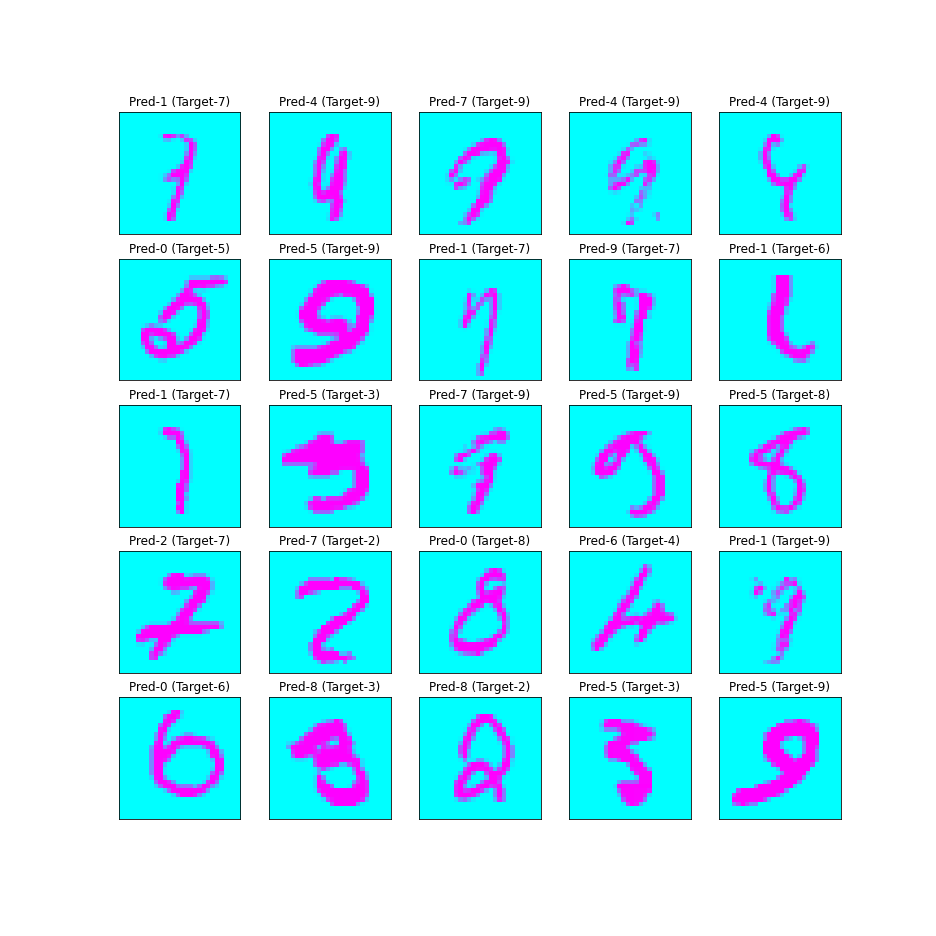 Pred-1 (Target-7) Pred-4 (Target-9) Pred-7 (Target-9) Pred-4 (Target-9) Pred-4 (Target-9)
Pred-0 (Target-5) Pred-5 (Target-9) Pred-1 (Target-7) Pred-9 (Target-7) Pred-1 (Target-6)
Pred-1 (Target-7) Pred-5 (Target-3) Pred-7 (Target-9) Pred-5 (Target-9) Pred-5 (Target-8)
Pred-2 (Target-7) Pred-7 (Target-2) Pred-0 (Target-8) Pred-6 (Target-4) Pred-1 (Target-9)
Pred-0 (Target-6) Pred-8 (Target-3) Pred-8 (Target-2) Pred-5 (Target-3) Pred-5 (Target-9)